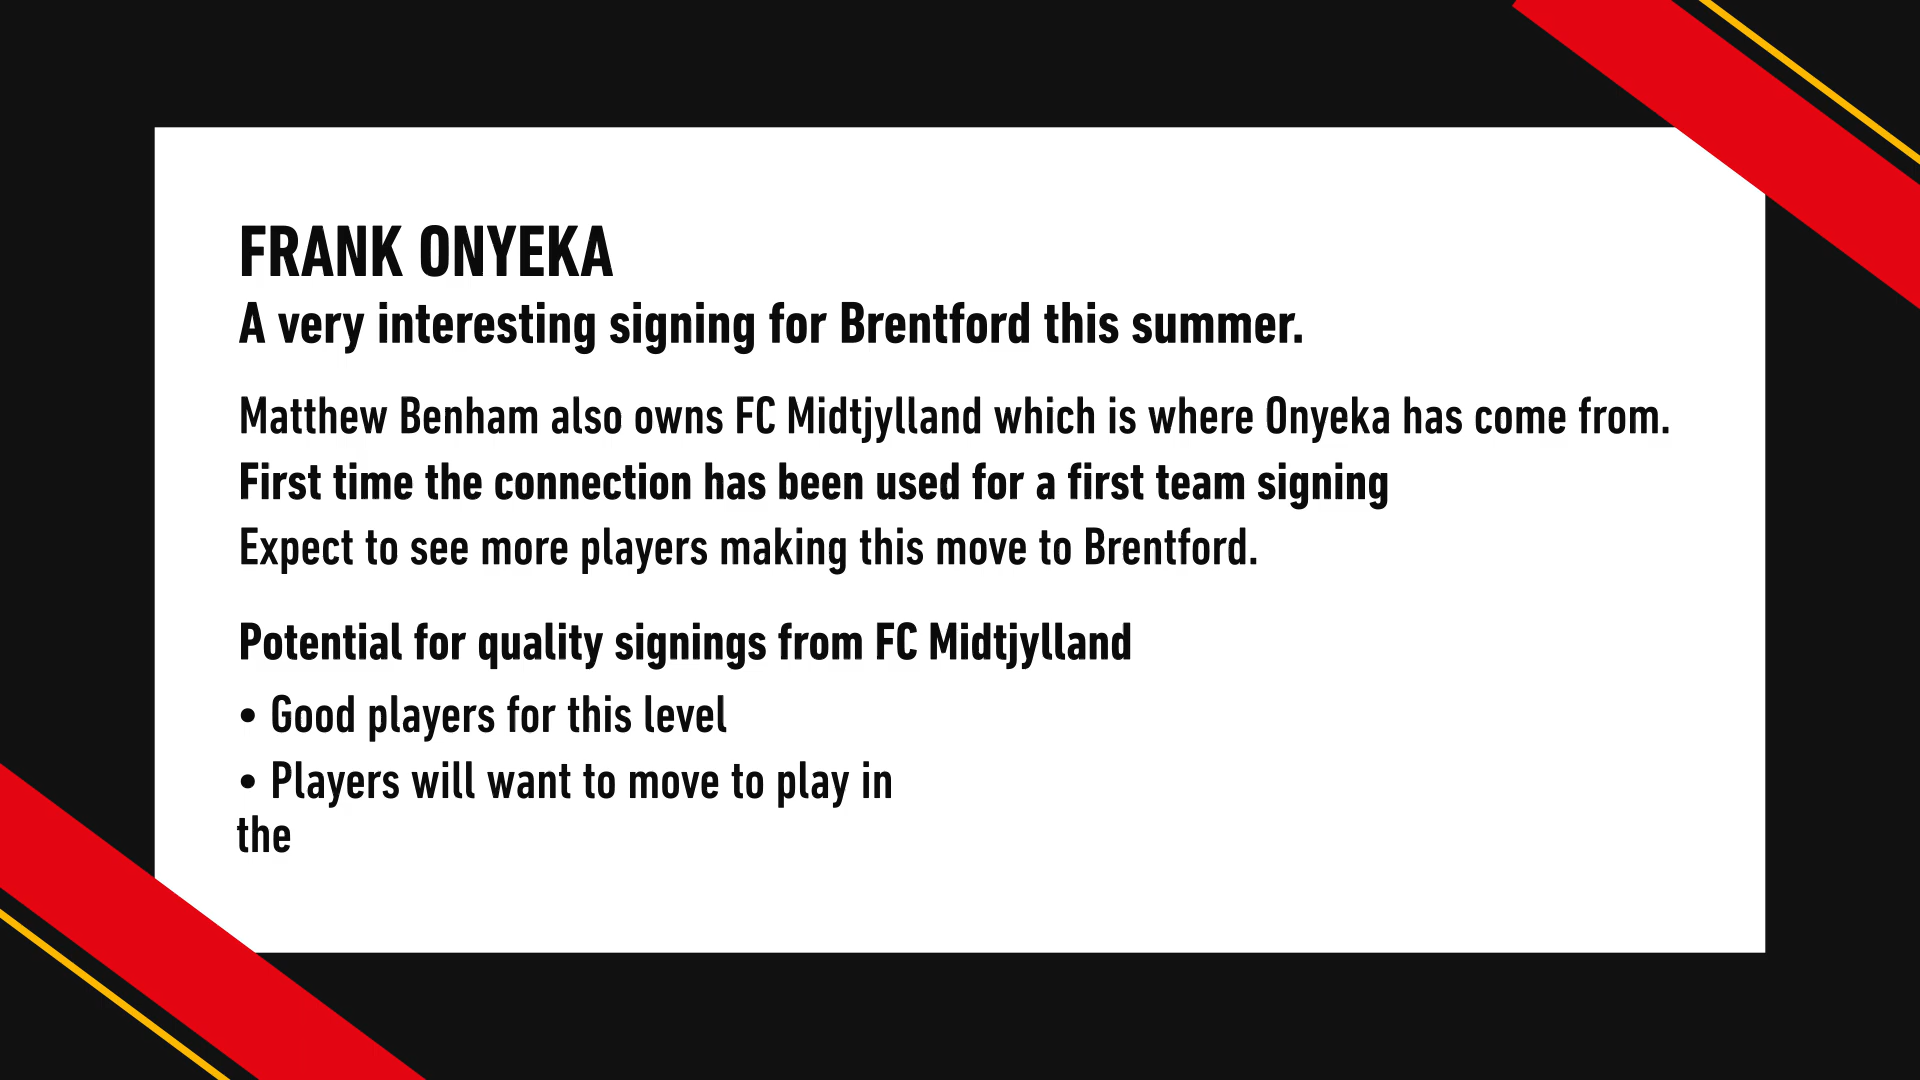 FRANK ONYEKA
A very interesting signing for Brentford this summer.
Matthew Benham also owns FC Midtjylland which is where Onyeka has come from.
First time the connection has been used for a first team signing
Expect to see more players making this move to Brentford.
Potential for quality signings from FC Midtjylland
• Good players for this level
• Players will want to move to play in
the